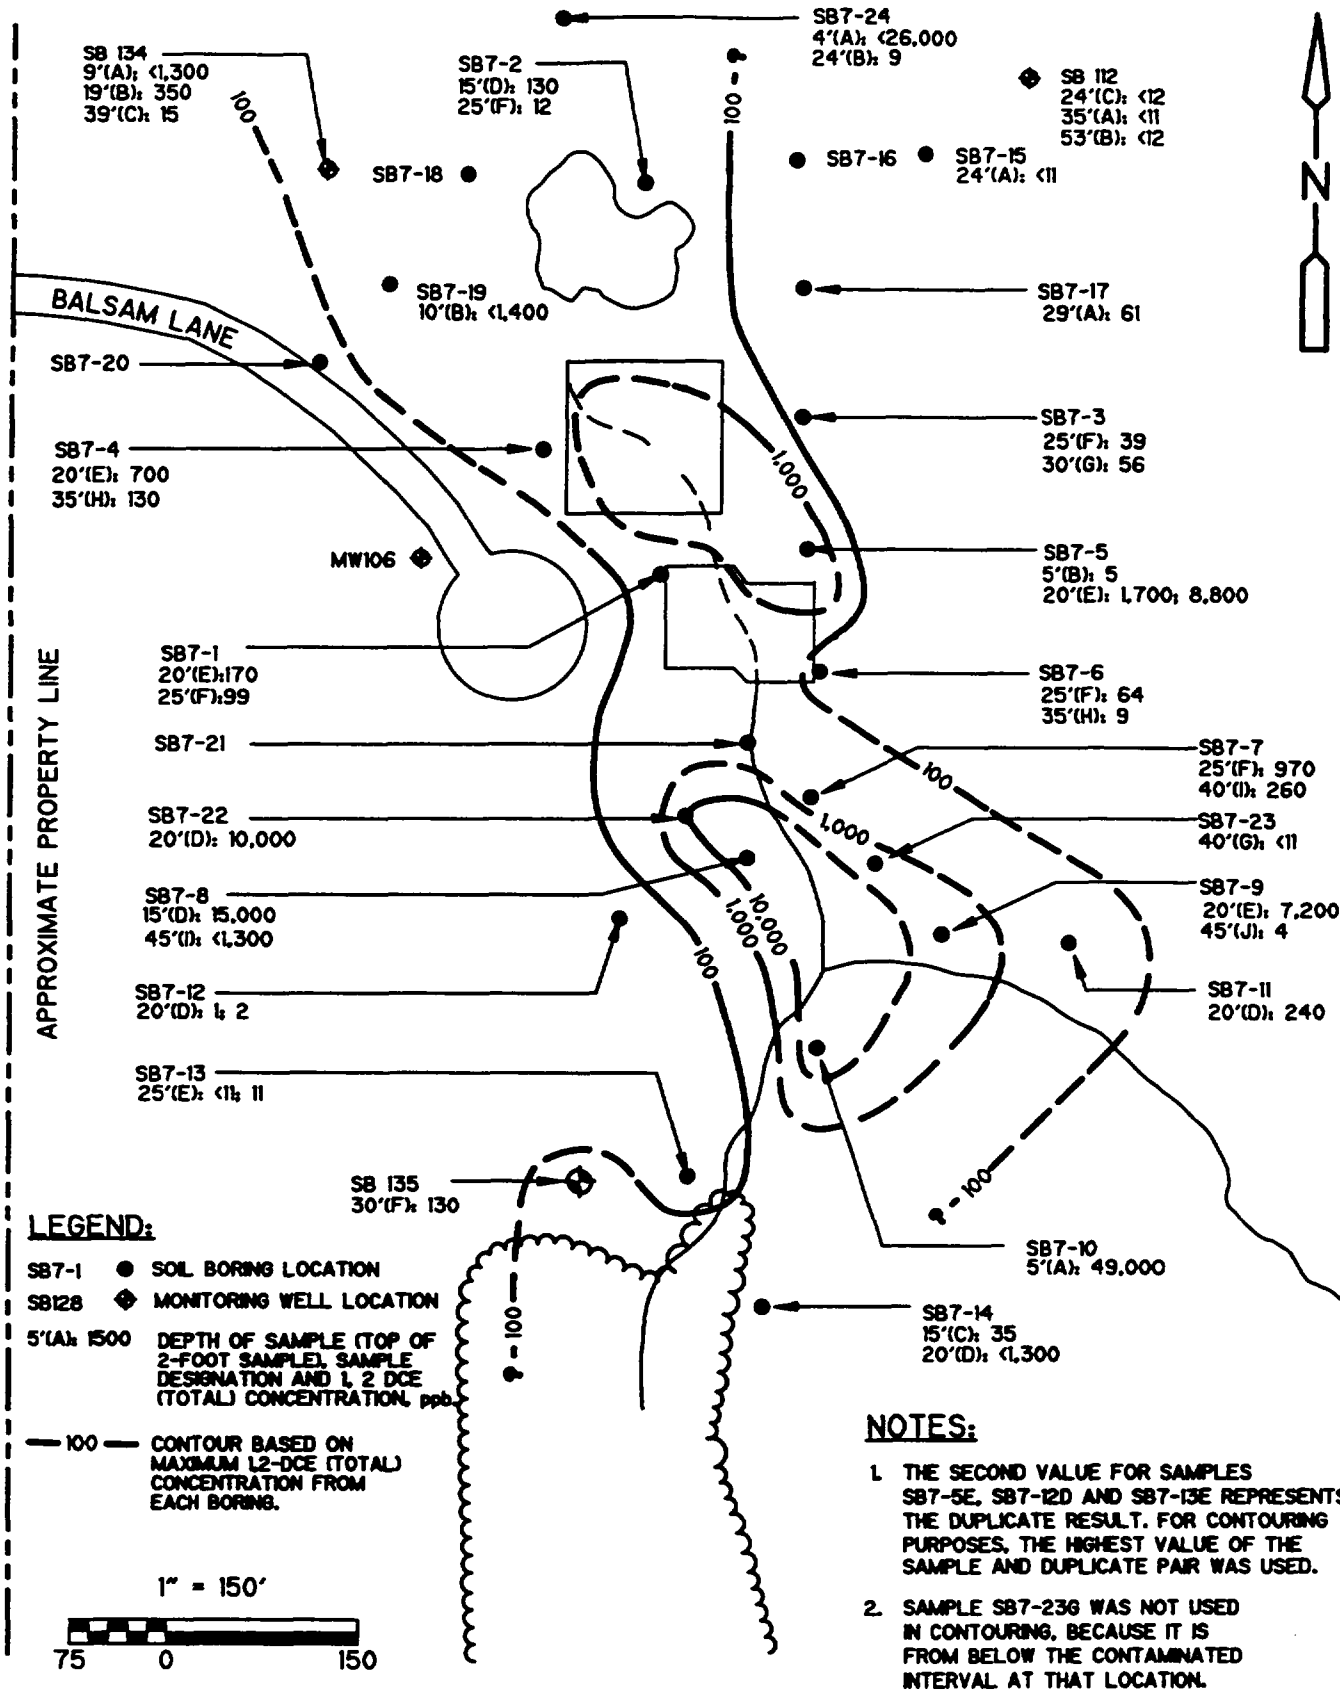 SB7-24
4'(A): <26,000
24'(B): 9
SB 134
9'(A): <1,300
19'(B): 350
39'(C): 15
SB7-2
15'(D): 130
25'(F): 12
SB 112
24'(C): <12
35'(A): <11
53'(B): <12
100
100
SB7-18
SB7-16
SB7-15
24'(A): <11
N
BALSAM LANE
SB7-19
10'(B): <1,400
SB7-17
29'(A): 61
SB7-20
SB7-3
25'(F): 39
30'(G): 56
SB7-4
20'(E): 700
35'(H): 130
1,000
MW106
SB7-5
5'(B): 5
20'(E): 1,700; 8,800
SB7-1
20'(E):170
25'(F):99
SB7-6
25'(F): 64
35'(H): 9
APPROXIMATE PROPERTY LINE
SB7-21
SB7-7
25'(F): 970
40'(I): 260
100
SB7-22
20'(D): 10,000
1,000
SB7-23
40'(G): <11
SB7-8
15'(D): 15,000
45'(I): <1,300
10,000
1,000
100
SB7-9
20'(E): 7,200
45'(J): 4
SB7-12
20'(D): 1; 2
SB7-11
20'(D): 240
SB7-13
25'(E): <11; 11
SB 135
30'(F): 130
100
SB7-10
5'(A): 49,000
100
SB7-14
15'(C): 35
20'(D): <1,300
LEGEND:
SB7-1 SOIL BORING LOCATION
SB128 MONITORING WELL LOCATION
5'(A): 1500 DEPTH OF SAMPLE (TOP OF
2-FOOT SAMPLE), SAMPLE
DESIGNATION AND 1, 2 DCE
(TOTAL) CONCENTRATION, ppb.
100 CONTOUR BASED ON
MAXIMUM 1,2-DCE (TOTAL)
CONCENTRATION FROM
EACH BORING.
1" = 150'
75 0 150
NOTES:
1. THE SECOND VALUE FOR SAMPLES
SB7-5E, SB7-12D AND SB7-13E REPRESENTS
THE DUPLICATE RESULT. FOR CONTOURING
PURPOSES, THE HIGHEST VALUE OF THE
SAMPLE AND DUPLICATE PAIR WAS USED.
2. SAMPLE SB7-23G WAS NOT USED
IN CONTOURING, BECAUSE IT IS
FROM BELOW THE CONTAMINATED
INTERVAL AT THAT LOCATION.